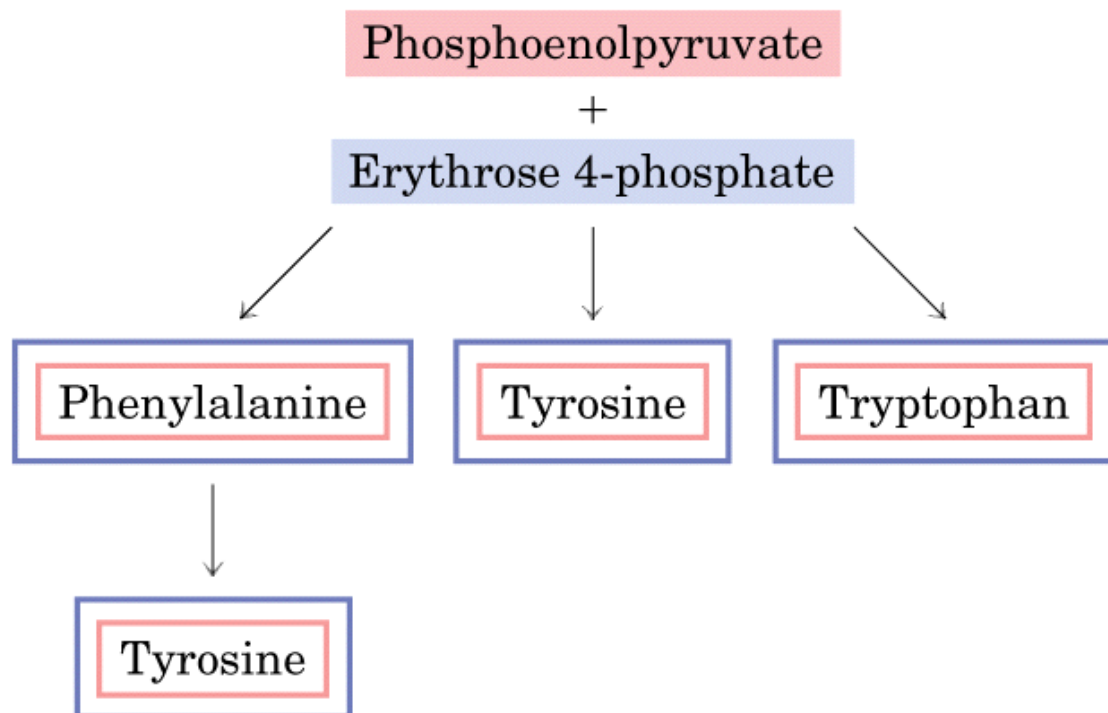 Phosphoenolpyruvate
+
Erythrose 4-phosphate
Phenylalanine Tyrosine Tryptophan
Tyrosine